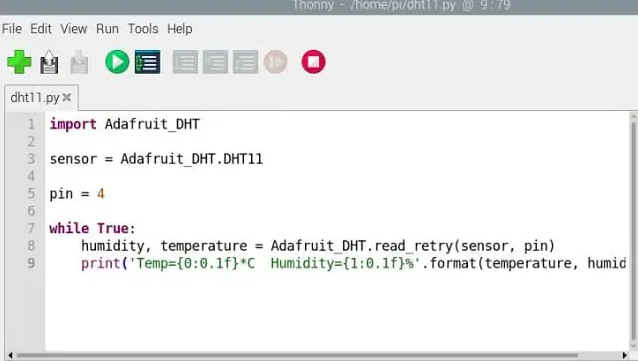 Thonny - /home/pi/dht11.py @ 9:79
File Edit View Run Tools Help
dht11.py
1 import Adafruit_DHT
2
3 sensor = Adafruit_DHT.DHT11
4
5 pin = 4
6
7 while True:
8 humidity, temperature = Adafruit_DHT.read_retry(sensor, pin)
9 print('Temp={0:0.1f}*C Humidity={1:0.1f}%'.format(temperature, humid